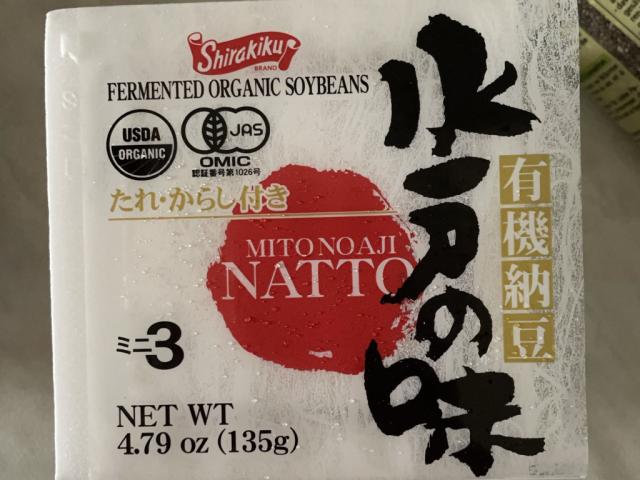 Shirakiku
BRAND
FERMENTED ORGANIC SOYBEANS
USDA
ORGANIC
JAS
OMIC
認証番号第1026号
たれ・からし付き
MITO NO AJI
NATTO
水戸の味
有機納豆
ミニ3
NET WT
4.79 oz (135g)